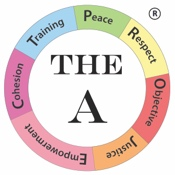 THE
A
Peace
Respect
Objective
Justice
Empowerment
Cohesion
Training
®